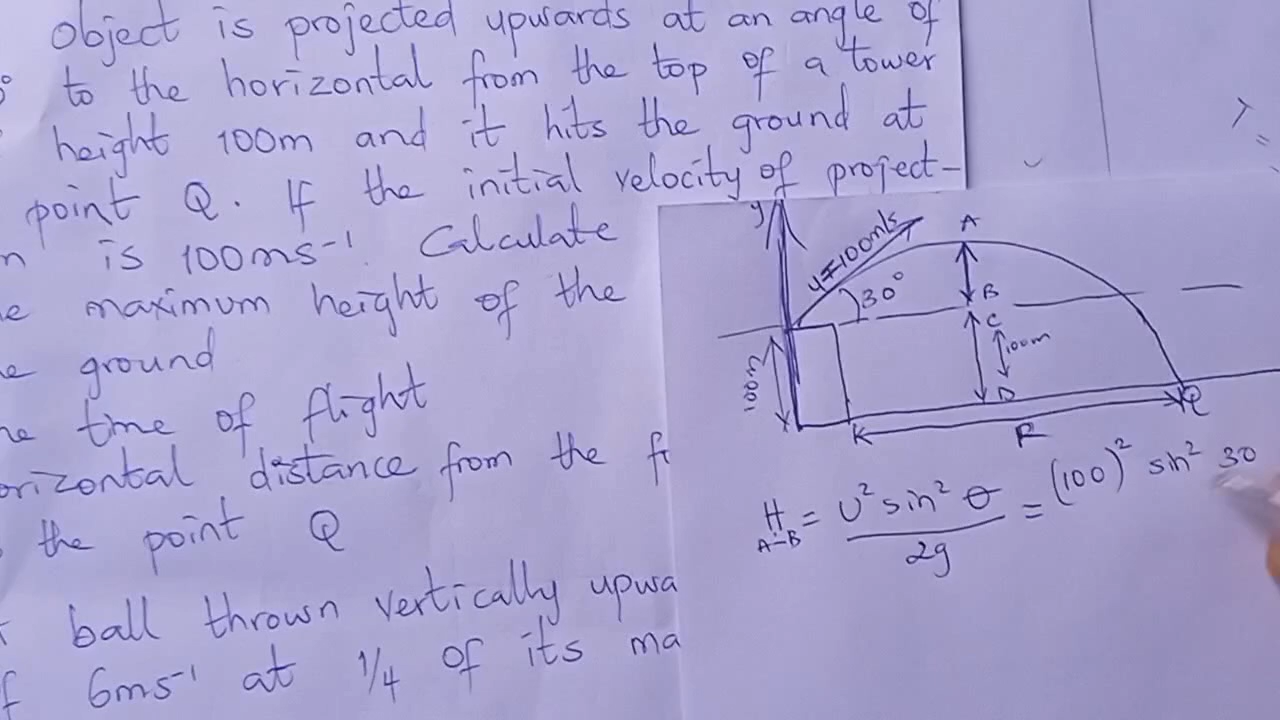 object is projected upwards at an angle of
to the horizontal from the top of a tower
height 100m and it hits the ground at
point Q. If the initial velocity of project-
n is 100ms⁻¹. Calculate
e maximum height of the
e ground
ne time of flight
orizontal distance from the f
the point Q
ball thrown vertically upwa
f 6ms⁻¹ at 1/4 of its ma
y
A
u=100m/s
30°
B
C
100m
100m
D
K
R
Q
H A-B = U² sin² θ / 2g = (100)² sin² 30